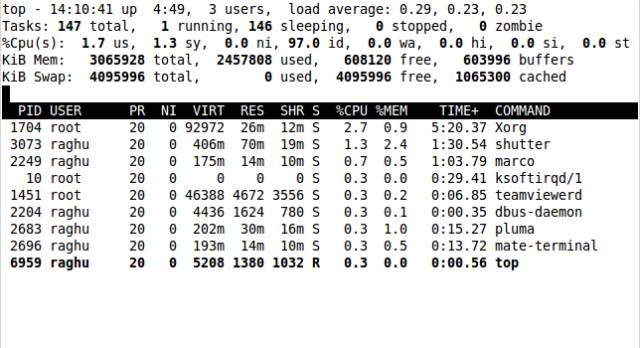 top - 14:10:41 up  4:49,  3 users,  load average: 0.29, 0.23, 0.23
Tasks: 147 total,   1 running, 146 sleeping,   0 stopped,   0 zombie
%Cpu(s):  1.7 us,  1.3 sy,  0.0 ni, 97.0 id,  0.0 wa,  0.0 hi,  0.0 si,  0.0 st
KiB Mem:   3065928 total,  2457808 used,   608120 free,   603996 buffers
KiB Swap:  4095996 total,        0 used,  4095996 free,  1065300 cached
PID USER      PR  NI  VIRT  RES  SHR S  %CPU %MEM    TIME+  COMMAND
1704 root      20   0 92972  26m  12m S   2.7  0.9   5:20.37 Xorg
3073 raghu     20   0  406m  70m  19m S   1.3  2.4   1:30.54 shutter
2249 raghu     20   0  175m  14m  10m S   0.7  0.5   1:03.79 marco
10 root      20   0     0    0    0 S   0.3  0.0   0:29.41 ksoftirqd/1
1451 root      20   0 46388 4672 3556 S   0.3  0.2   0:06.85 teamviewerd
2204 raghu     20   0  4436 1624  780 S   0.3  0.1   0:00.35 dbus-daemon
2683 raghu     20   0  202m  30m  16m S   0.3  1.0   0:15.27 pluma
2696 raghu     20   0  193m  14m  10m S   0.3  0.5   0:13.72 mate-terminal
6959 raghu     20   0  5208 1380 1032 R   0.3  0.0   0:00.56 top